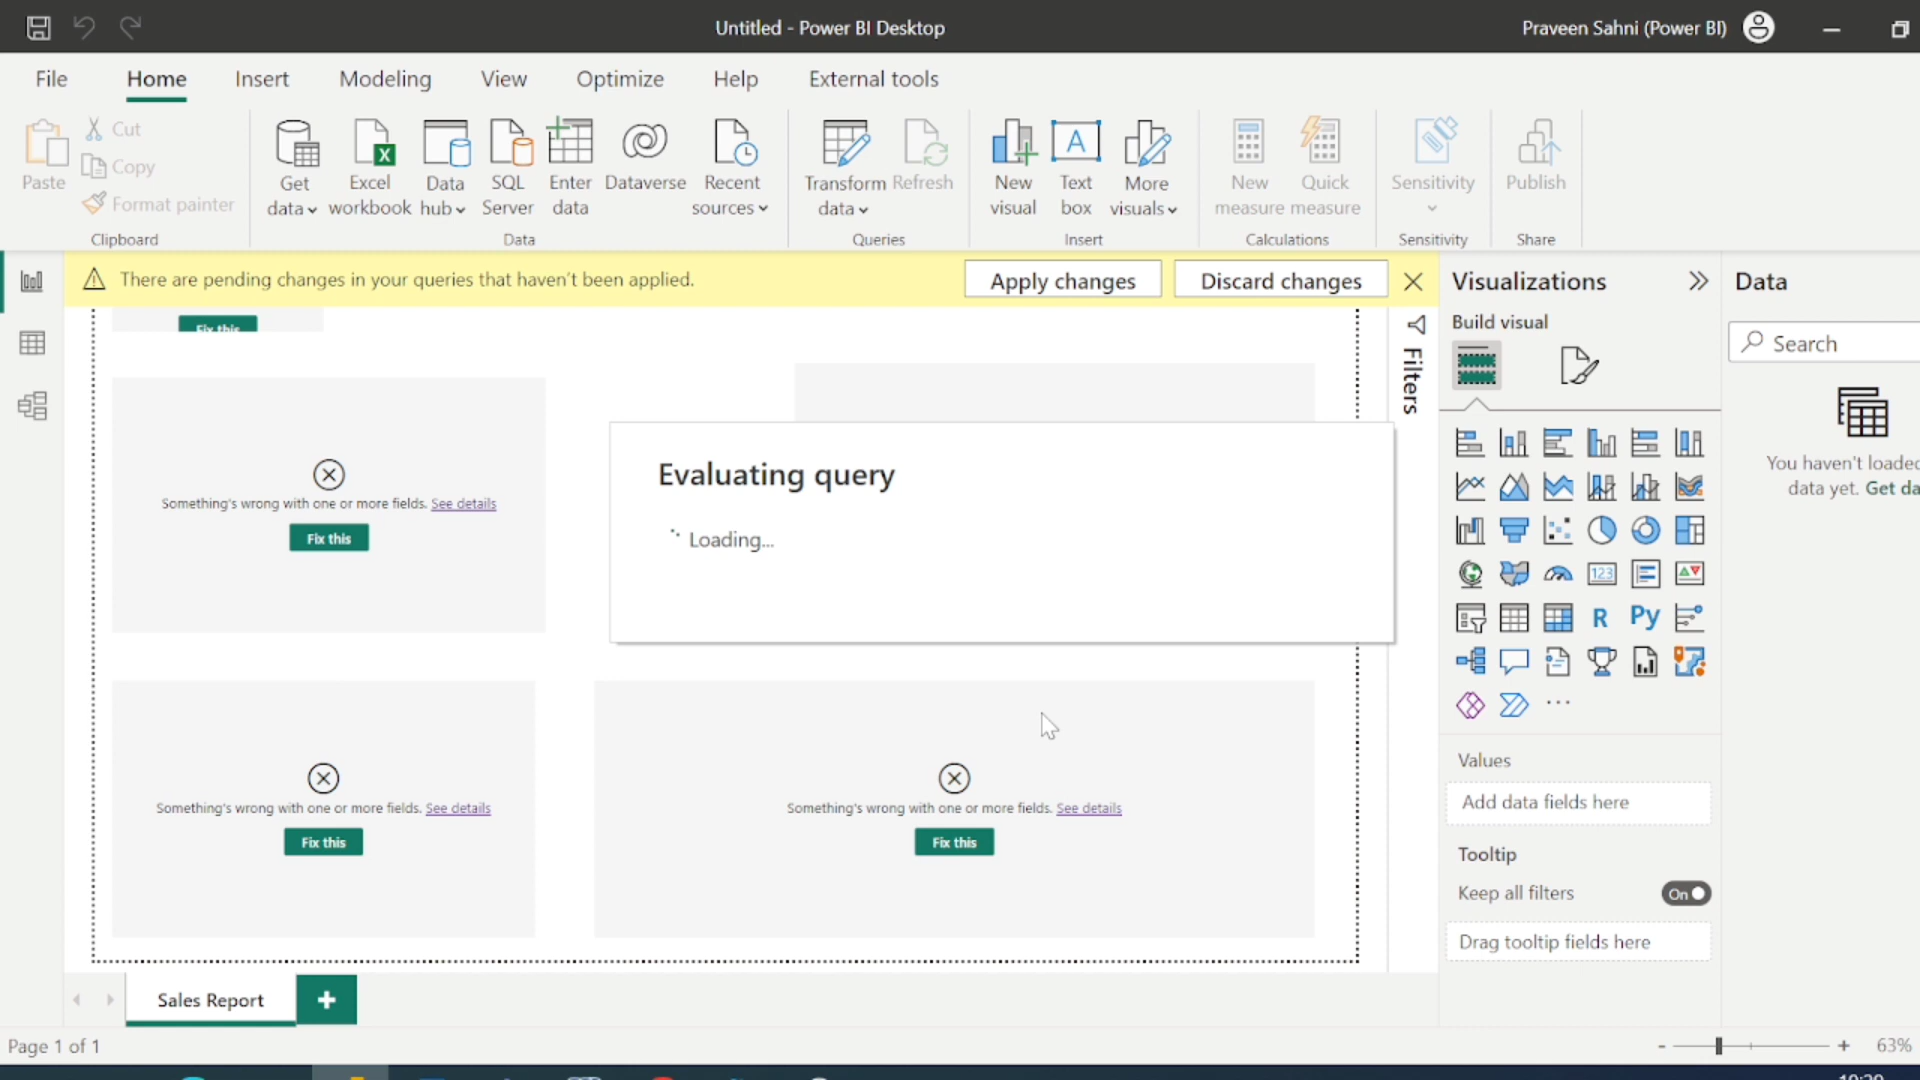 Untitled - Power BI Desktop
Praveen Sahni (Power BI)
File Home Insert Modeling View Optimize Help External tools
Paste
Cut
Copy
Format painter
Clipboard
Get data
Excel workbook
Data hub
SQL Server
Enter data
Dataverse
Recent sources
Data
Transform data
Refresh
Queries
New visual
Text box
More visuals
Insert
New measure
Quick measure
Calculations
Sensitivity
Sensitivity
Publish
Share
There are pending changes in your queries that haven't been applied.
Apply changes
Discard changes
Fix this
Something's wrong with one or more fields. See details
Fix this
Evaluating query
Loading...
Something's wrong with one or more fields. See details
Fix this
Something's wrong with one or more fields. See details
Fix this
Filters
Visualizations
Build visual
123
R
Py
Values
Add data fields here
Tooltip
Keep all filters
On
Drag tooltip fields here
Data
Search
You haven't loaded
data yet. Get da
Sales Report
Page 1 of 1
- + 63%